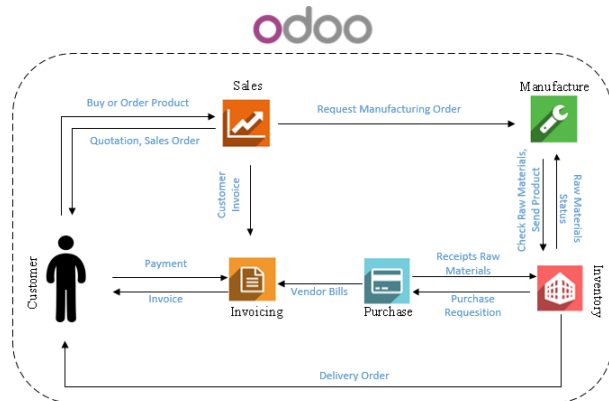 odoo
Sales
Manufacture
Buy or Order Product
Request Manufacturing Order
Quotation, Sales Order
Customer
Invoice
Check Raw Materials,
Send Product
Raw Materials
Status
Customer
Payment
Invoice
Invoicing
Vendor Bills
Purchase
Receipts Raw
Materials
Purchase
Requesition
Inventory
Delivery Order